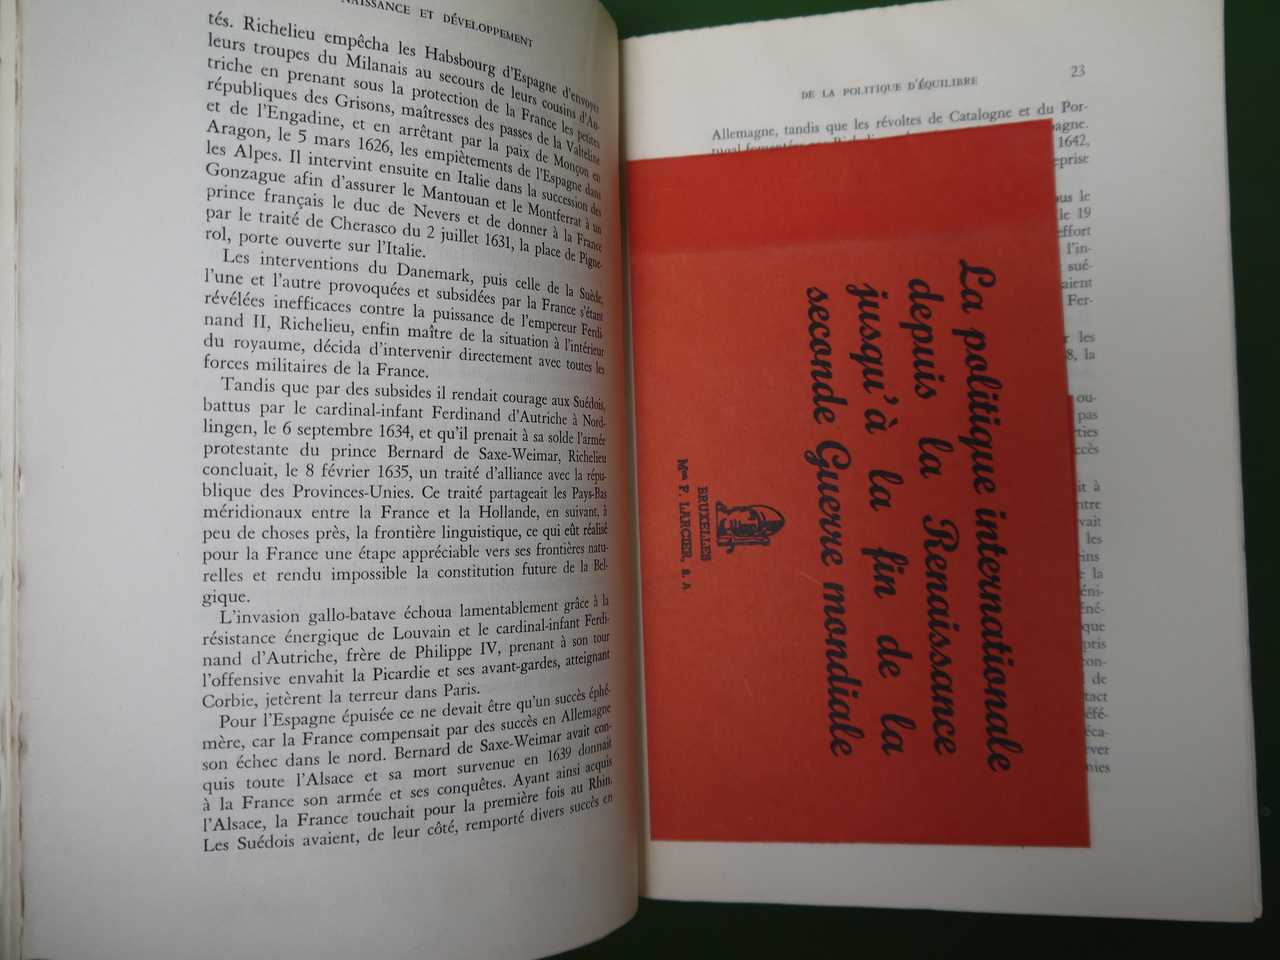 NAISSANCE ET DÉVELOPPEMENT
tés. Richelieu empêcha les Habsbourg d'Espagne d'envoyer
leurs troupes du Milanais au secours de leurs cousins d'Au-
triche en prenant sous la protection de la France les petites
républiques des Grisons, maîtresses des passes de la Valteline
et de l'Engadine, et en arrêtant par la paix de Monçon en
Aragon, le 5 mars 1626, les empiètements de l'Espagne dans
les Alpes. Il intervint ensuite en Italie dans la succession des
Gonzague afin d'assurer le Mantouan et le Montferrat à un
prince français le duc de Nevers et de donner à la France
par le traité de Cherasco du 2 juillet 1631, la place de Pigne-
rol, porte ouverte sur l'Italie.
Les interventions du Danemark, puis celle de la Suède,
l'une et l'autre provoquées et subsidées par la France s'étant
révélées inefficaces contre la puissance de l'empereur Ferdi-
nand II, Richelieu, enfin maître de la situation à l'intérieur
du royaume, décida d'intervenir directement avec toutes les
forces militaires de la France.
Tandis que par des subsides il rendait courage aux Suédois,
battus par le cardinal-infant Ferdinand d'Autriche à Nord-
lingen, le 6 septembre 1634, et qu'il prenait à sa solde l'armée
protestante du prince Bernard de Saxe-Weimar, Richelieu
concluait, le 8 février 1635, un traité d'alliance avec la répu-
blique des Provinces-Unies. Ce traité partageait les Pays-Bas
méridionaux entre la France et la Hollande, en suivant, à
peu de choses près, la frontière linguistique, ce qui eût réalisé
pour la France une étape appréciable vers ses frontières natu-
relles et rendu impossible la constitution future de la Bel-
gique.
L'invasion gallo-batave échoua lamentablement grâce à la
résistance énergique de Louvain et le cardinal-infant Ferdi-
nand d'Autriche, frère de Philippe IV, prenant à son tour
l'offensive envahit la Picardie et ses avant-gardes, atteignant
Corbie, jetèrent la terreur dans Paris.
Pour l'Espagne épuisée ce ne devait être qu'un succès éphé-
mère, car la France compensait par des succès en Allemagne
son échec dans le nord. Bernard de Saxe-Weimar avait con-
quis toute l'Alsace et sa mort survenue en 1639 donnait
à la France son armée et ses conquêtes. Ayant ainsi acquis
l'Alsace, la France touchait pour la première fois au Rhin.
Les Suédois avaient, de leur côté, remporté divers succès en
DE LA POLITIQUE D'ÉQUILIBRE 23
Allemagne, tandis que les révoltes de Catalogne et du Por-
1642,
le 19
effort
l'in-
sué-
Fer-
les
la
ou-
pas
à
les
la
que
pris
con-
de
La politique internationale
depuis la Renaissance
jusqu'à la fin de la
seconde Guerre mondiale
BRUXELLES
Mon F. LARCIER, S. A